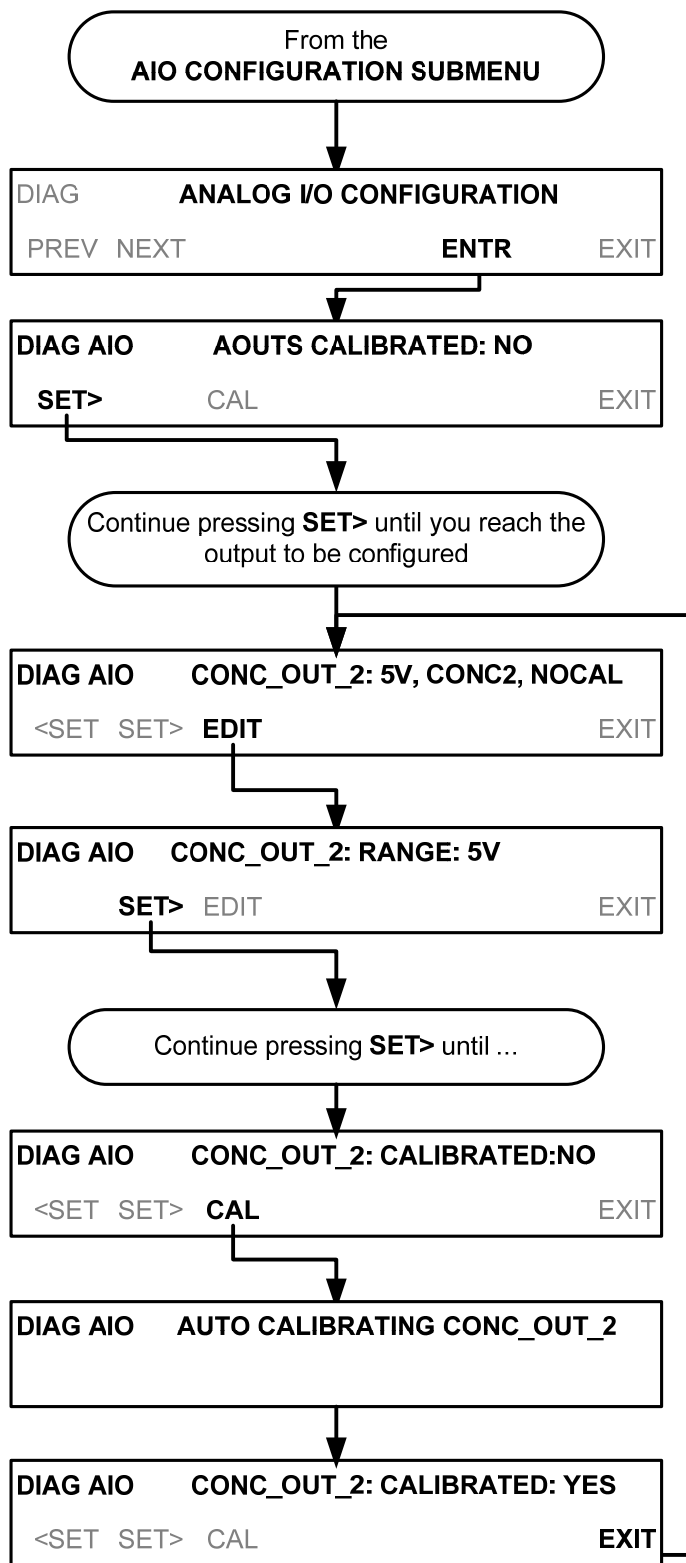 From the
AIO CONFIGURATION SUBMENU
DIAG ANALOG I/O CONFIGURATION
PREV NEXT ENTR EXIT
DIAG AIO AOUTS CALIBRATED: NO
SET> CAL EXIT
Continue pressing SET> until you reach the
output to be configured
DIAG AIO CONC_OUT_2: 5V, CONC2, NOCAL
<SET SET> EDIT EXIT
DIAG AIO CONC_OUT_2: RANGE: 5V
SET> EDIT EXIT
Continue pressing SET> until ...
DIAG AIO CONC_OUT_2: CALIBRATED:NO
<SET SET> CAL EXIT
DIAG AIO AUTO CALIBRATING CONC_OUT_2
DIAG AIO CONC_OUT_2: CALIBRATED: YES
<SET SET> CAL EXIT